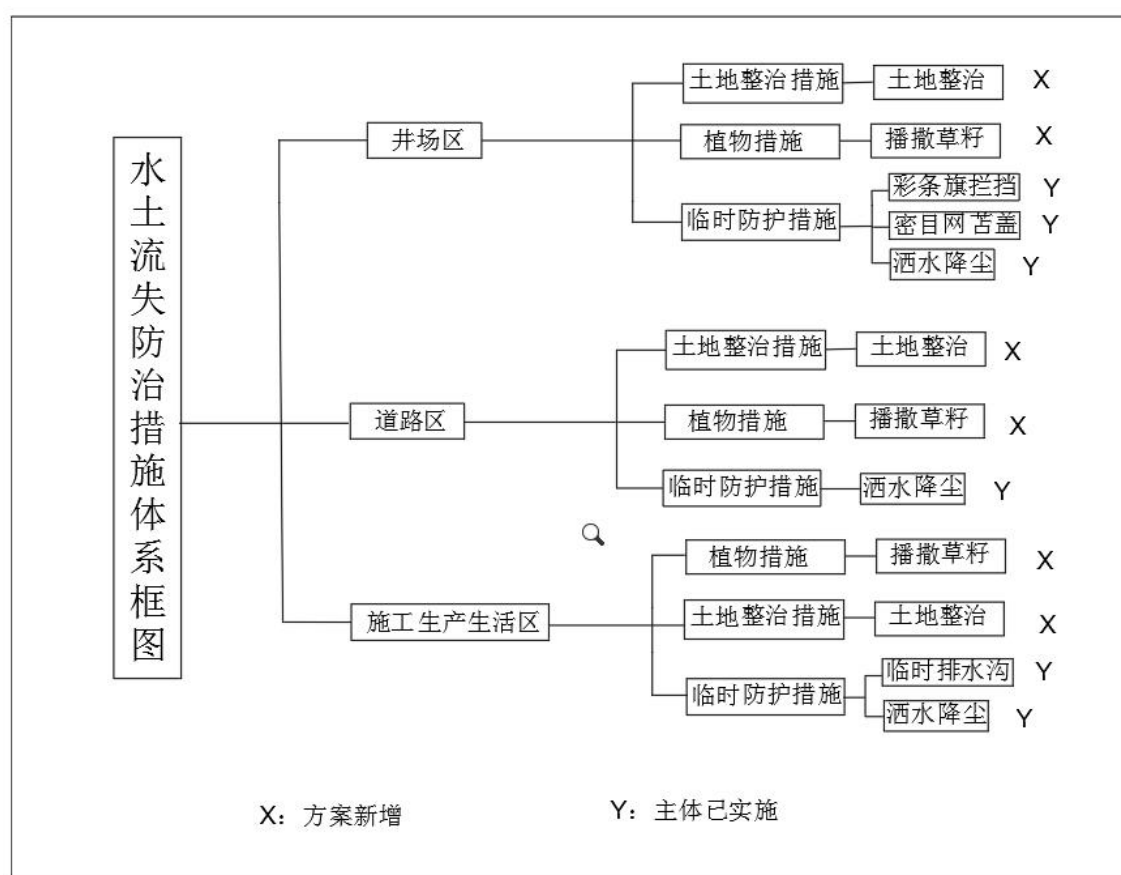 水土流失防治措施体系框图
井场区
土地整治措施
土地整治
X
植物措施
播撒草籽
X
临时防护措施
彩条旗拦挡
Y
密目网苫盖
Y
洒水降尘
Y
道路区
土地整治措施
土地整治
X
植物措施
播撒草籽
X
临时防护措施
洒水降尘
Y
施工生产生活区
植物措施
播撒草籽
X
土地整治措施
土地整治
X
临时防护措施
临时排水沟
Y
洒水降尘
Y
X：方案新增
Y：主体已实施